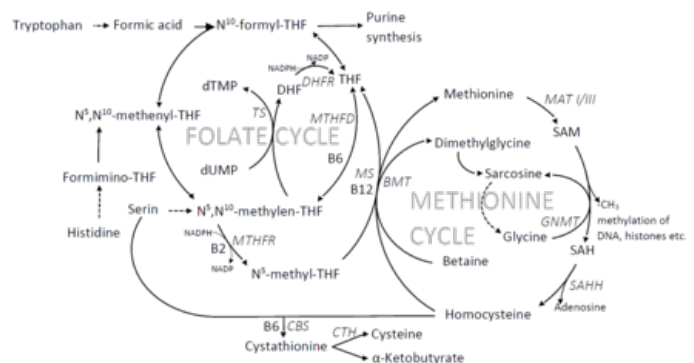 Tryptophan
Formic acid
N¹⁰-formyl-THF
Purine
synthesis
NADPH
NADP
DHFR
THF
dTMP
DHF
TS
MTHFD
Methionine
MAT I/III
N⁵,N¹⁰-methenyl-THF
FOLATE CYCLE
SAM
Dimethylglycine
dUMP
B6
MS
B12
BMT
Sarcosine
Formimino-THF
METHIONINE
CYCLE
CH₃
methylation of
DNA, histones etc.
Serin
N⁵,N¹⁰-methylen-THF
Glycine
GNMT
Histidine
NADPH
MTHFR
B2
NADP
SAH
Betaine
N⁵-methyl-THF
SAHH
Adenosine
Homocysteine
B6
CBS
CTH
Cysteine
Cystathionine
α-Ketobutyrate